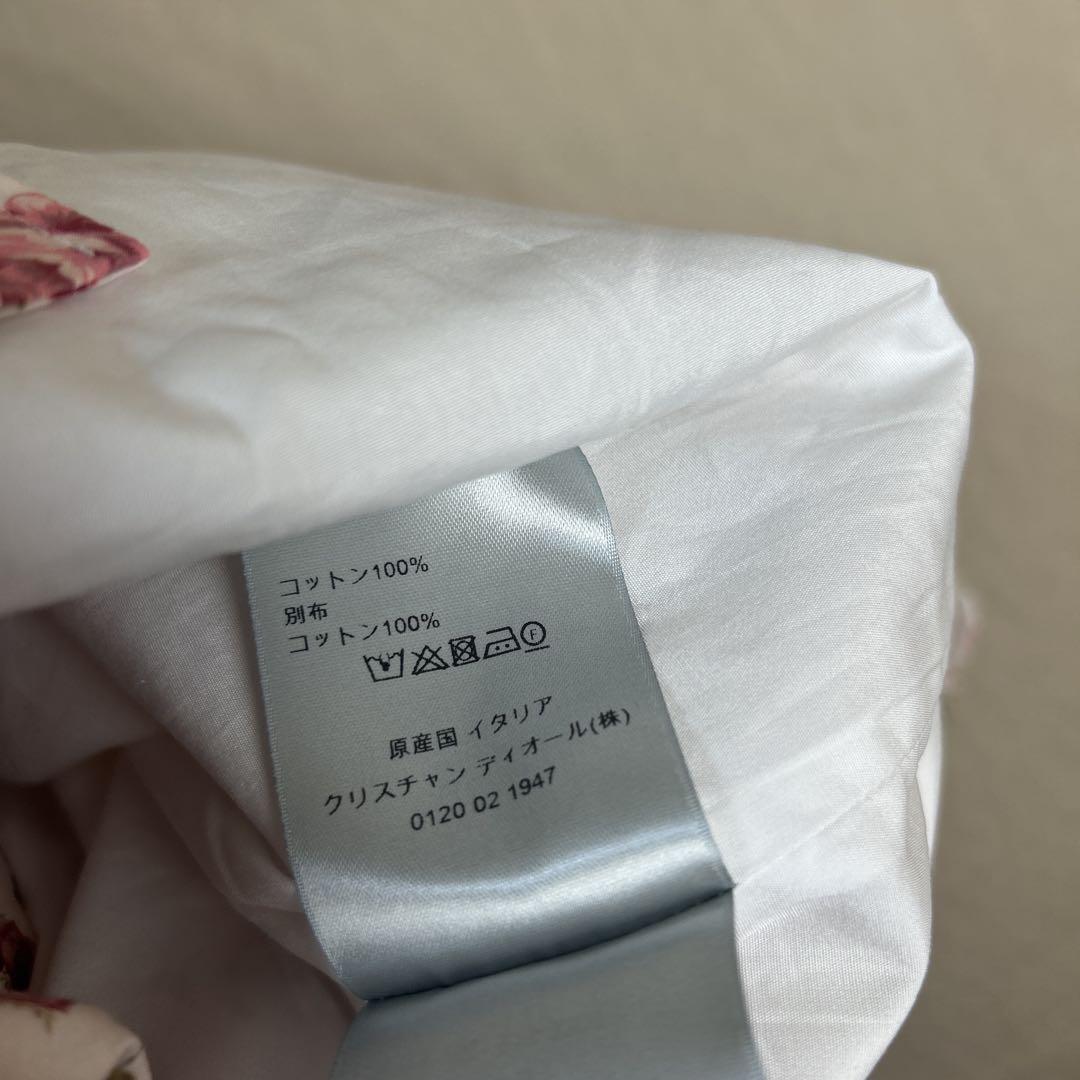 コットン100%
別布
コットン100%
F
原産国 イタリア
クリスチャン ディオール(株)
0120 02 1947